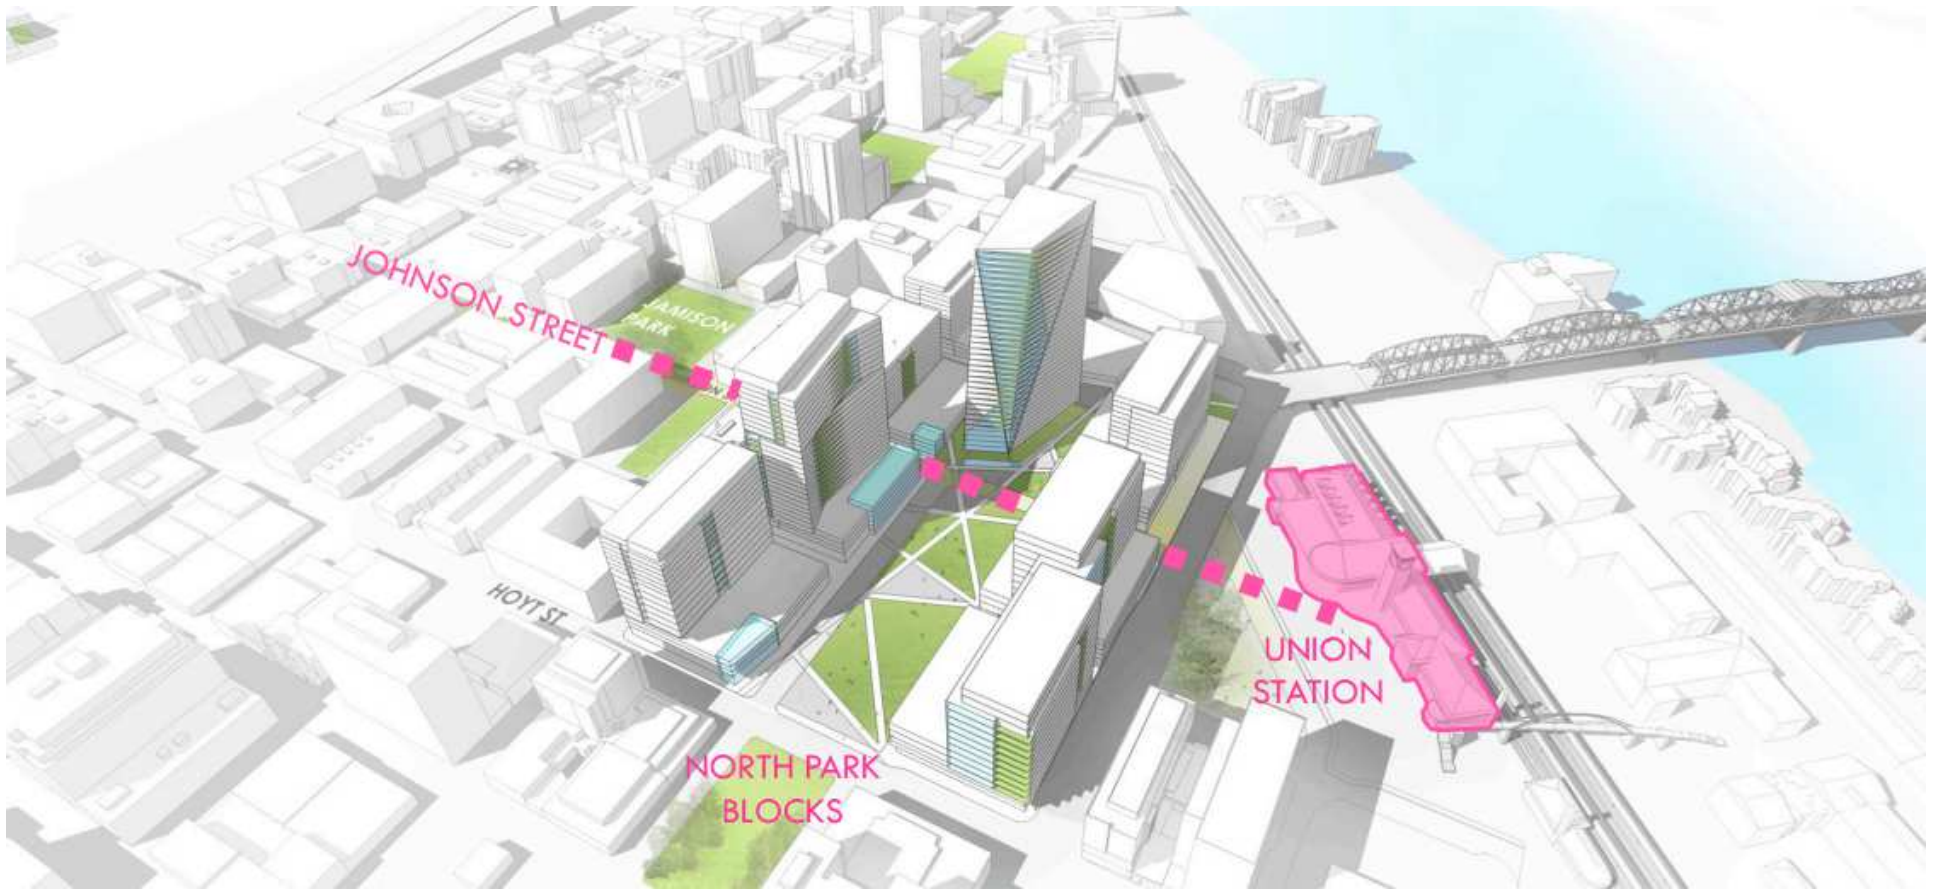 JOHNSON STREET
JAMISON
PARK
HOYT ST
UNION
STATION
NORTH PARK
BLOCKS